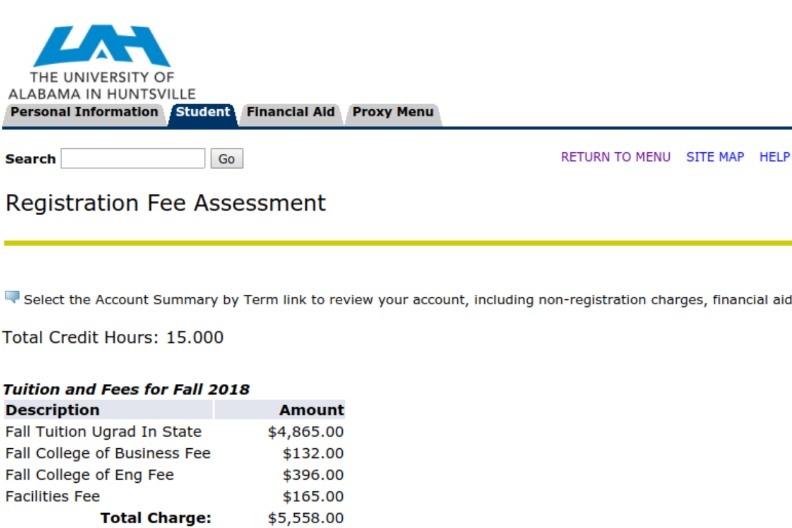 UAH
THE UNIVERSITY OF
ALABAMA IN HUNTSVILLE
Personal Information Student Financial Aid Proxy Menu
Search Go RETURN TO MENU SITE MAP HELP
Registration Fee Assessment
Select the Account Summary by Term link to review your account, including non-registration charges, financial aid
Total Credit Hours: 15.000
Tuition and Fees for Fall 2018
Description Amount
Fall Tuition Ugrad In State $4,865.00
Fall College of Business Fee $132.00
Fall College of Eng Fee $396.00
Facilities Fee $165.00
Total Charge: $5,558.00